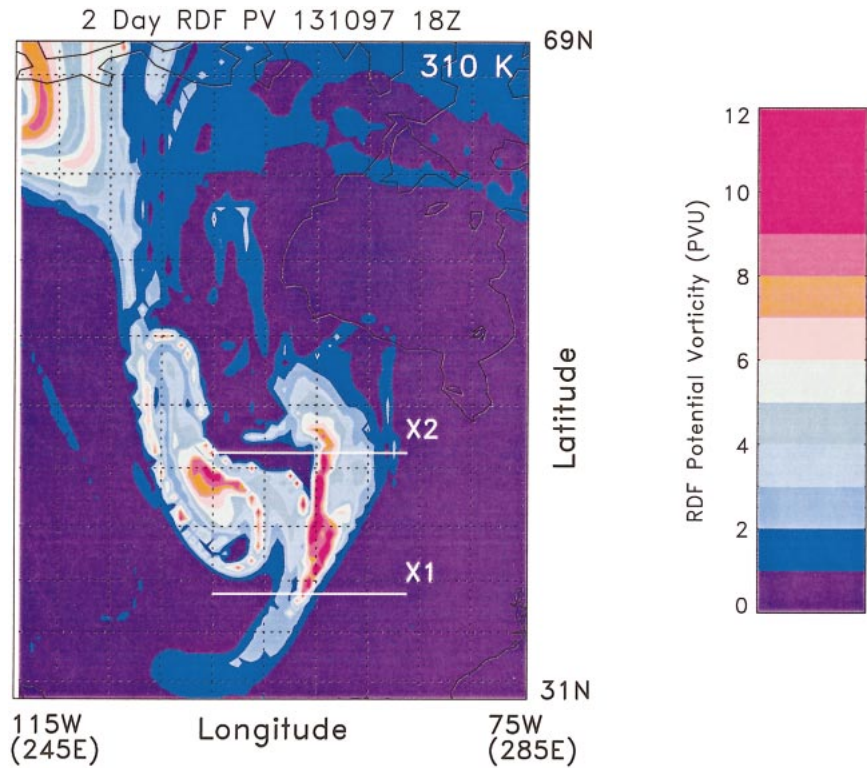 2 Day RDF PV 131097 18Z
69N
310 K
12
10
8
6
4
2
0
RDF Potential Vorticity (PVU)
X2
Latitude
X1
31N
115W
(245E)
Longitude
75W
(285E)